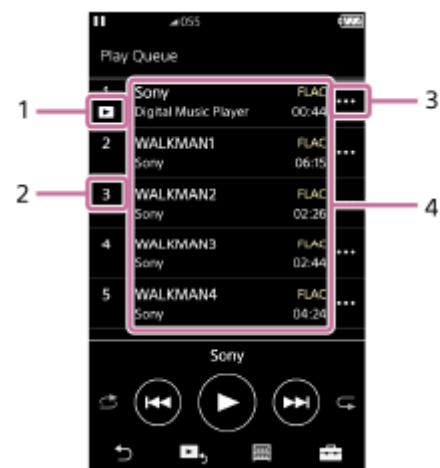 055
Play Queue
1 Sony FLAC
Digital Music Player 00:44
2 WALKMAN1 FLAC
Sony 06:15
3 WALKMAN2 FLAC
Sony 02:26
4 WALKMAN3 FLAC
Sony 02:44
5 WALKMAN4 FLAC
Sony 04:24
Sony
1
2
3
4